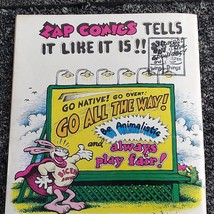 ZAP COMICS TELLS
IT LIKE IT IS!!
GO NATIVE! GO OVERT!
GO ALL THE WAY!
Be Animalistic
and always
play fair!